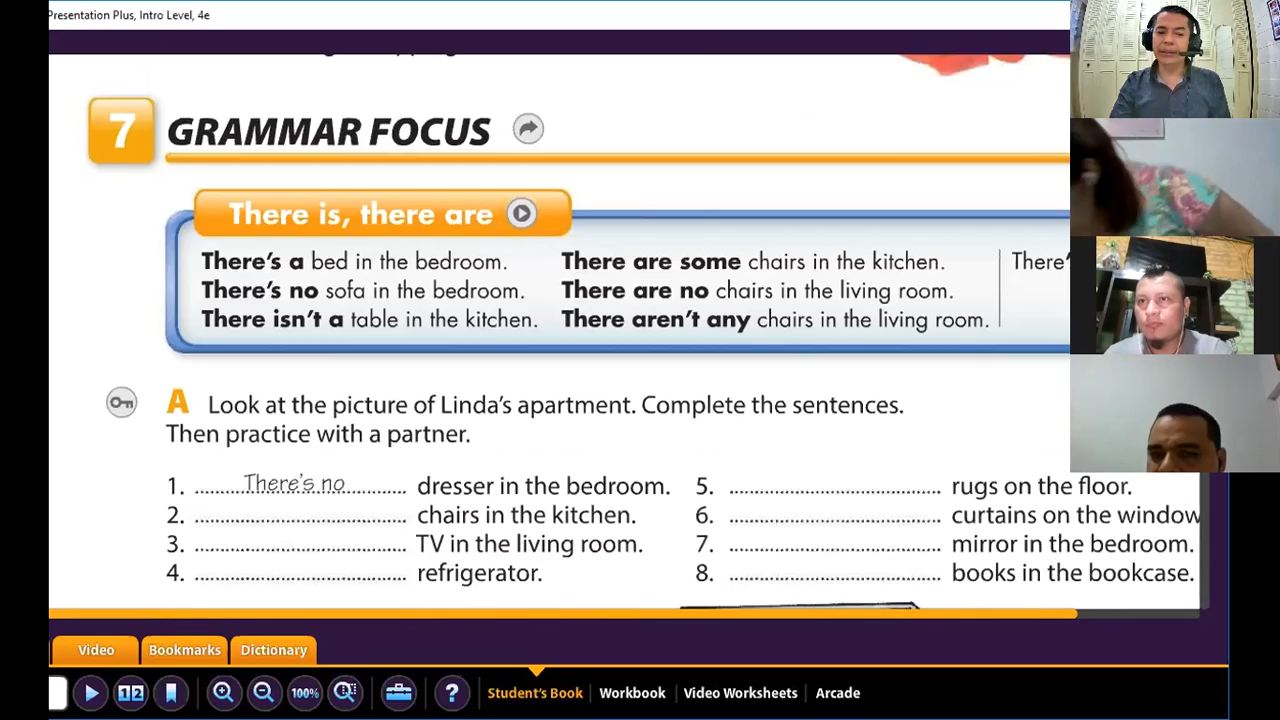 Presentation Plus, Intro Level, 4e
7 GRAMMAR FOCUS
There is, there are
There's a bed in the bedroom.
There's no sofa in the bedroom.
There isn't a table in the kitchen.
There are some chairs in the kitchen.
There are no chairs in the living room.
There aren't any chairs in the living room.
There'
A Look at the picture of Linda's apartment. Complete the sentences.
Then practice with a partner.
1. There's no dresser in the bedroom.
2. chairs in the kitchen.
3. TV in the living room.
4. refrigerator.
5. rugs on the floor.
6. curtains on the window
7. mirror in the bedroom.
8. books in the bookcase.
Video Bookmarks Dictionary
12 100% ? Student's Book Workbook Video Worksheets Arcade